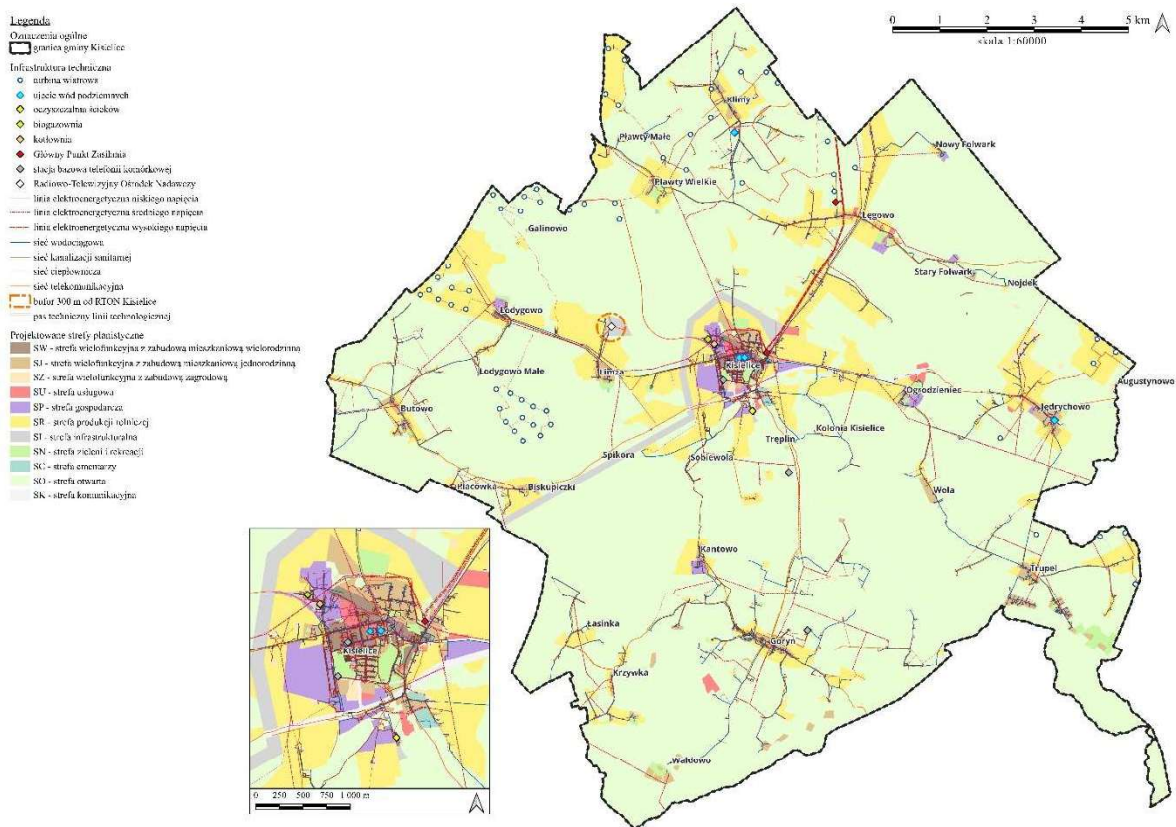 Legenda
Oznaczenia ogólne
granica gminy Kisielice
Infrastruktura techniczna
turbina wiatrowa
ujęcie wód podziemnych
oczyszczalnia ścieków
biogazownia
kotłownia
Główny Punkt Zasilania
stacja bazowa telefonii komórkowej
Radiowo-Telewizyjny Ośrodek Nadawczy
linia elektroenergetyczna niskiego napięcia
linia elektroenergetyczna średniego napięcia
linia elektroenergetyczna wysokiego napięcia
sieć wodociągowa
sieć kanalizacji sanitarnej
sieć ciepłownicza
sieć telekomunikacyjna
bufor 300 m od RTON Kisielice
pas techniczny linii technologicznej
Projektowane strefy planistyczne
SW - strefa wielofunkcyjna z zabudową mieszkaniową wielorodzinną
SJ - strefa wielofunkcyjna z zabudową mieszkaniową jednorodzinną
SZ - strefa wielofunkcyjna z zabudową zagrodową
SU - strefa usługowa
SP - strefa gospodarcza
SR - strefa produkcji rolniczej
SI - strefa infrastrukturalna
SN - strefa zieleni i rekreacji
SC - strefa cmentarzy
SO - strefa otwarta
SK - strefa komunikacyjna
0 1 2 3 4 5 km
skala 1:60000
Klimy
Pławty Małe
Nowy Folwark
Pławty Wielkie
Łęgowo
Galinowo
Stary Folwark
Nojdek
Łodygowo
Kisielice
Łodygowo Małe
Limża
Augustynowo
Ogrodzieniec
Butowo
Jędrychowo
Kolonia Kisielice
Treplin
Spikora
Sobiewola
Placówka
Biskupiczki
Wola
Kantowo
Trupel
Łasinka
Goryń
Krzywka
Wałdowo
Kisielice
0 250 500 750 1 000 m